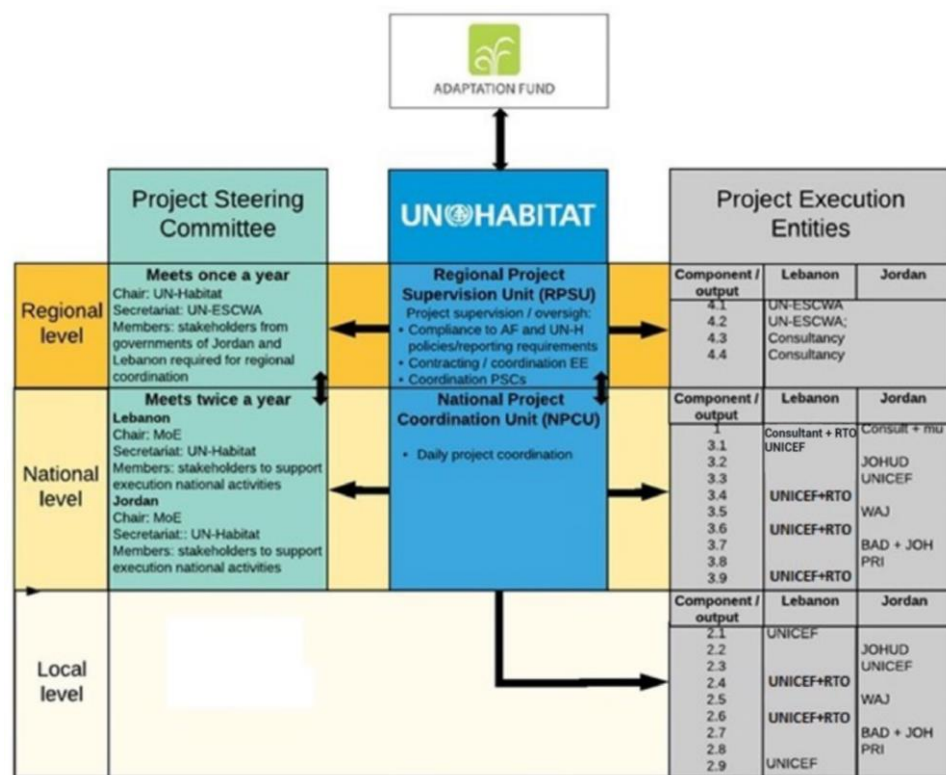 ADAPTATION FUND
Project Steering
Committee
UN HABITAT
Project Execution
Entities
Regional
level
Meets once a year
Chair: UN-Habitat
Secretariat: UN-ESCWA
Members: stakeholders from
governments of Jordan and
Lebanon required for regional
coordination
Regional Project
Supervision Unit (RPSU)
Project supervision / oversigh:
• Compliance to AF and UN-H
policies/reporting requirements
• Contracting / coordination EE
• Coordination PSCs
Component / Lebanon Jordan
output
4.1 UN-ESCWA
4.2 UN-ESCWA;
4.3 Consultancy
4.4 Consultancy
National
level
Meets twice a year
Lebanon
Chair: MoE
Secretariat: UN-Habitat
Members: stakeholders to support
execution national activities
Jordan
Chair: MoE
Secretariat:: UN-Habitat
Members: stakeholders to support
execution national activities
National Project
Coordination Unit (NPCU)
• Daily project coordination
Component / Lebanon Jordan
output
1 Consultant + RTO Consult + mu
3.1 UNICEF
3.2 JOHUD
3.3 UNICEF
3.4 UNICEF+RTO
3.5 WAJ
3.6 UNICEF+RTO
3.7 BAD + JOH
3.8 PRI
3.9 UNICEF+RTO
Local
level
Component / Lebanon Jordan
output
2.1 UNICEF
2.2 JOHUD
2.3 UNICEF
2.4 UNICEF+RTO
2.5 WAJ
2.6 UNICEF+RTO
2.7 BAD + JOH
2.8 PRI
2.9 UNICEF